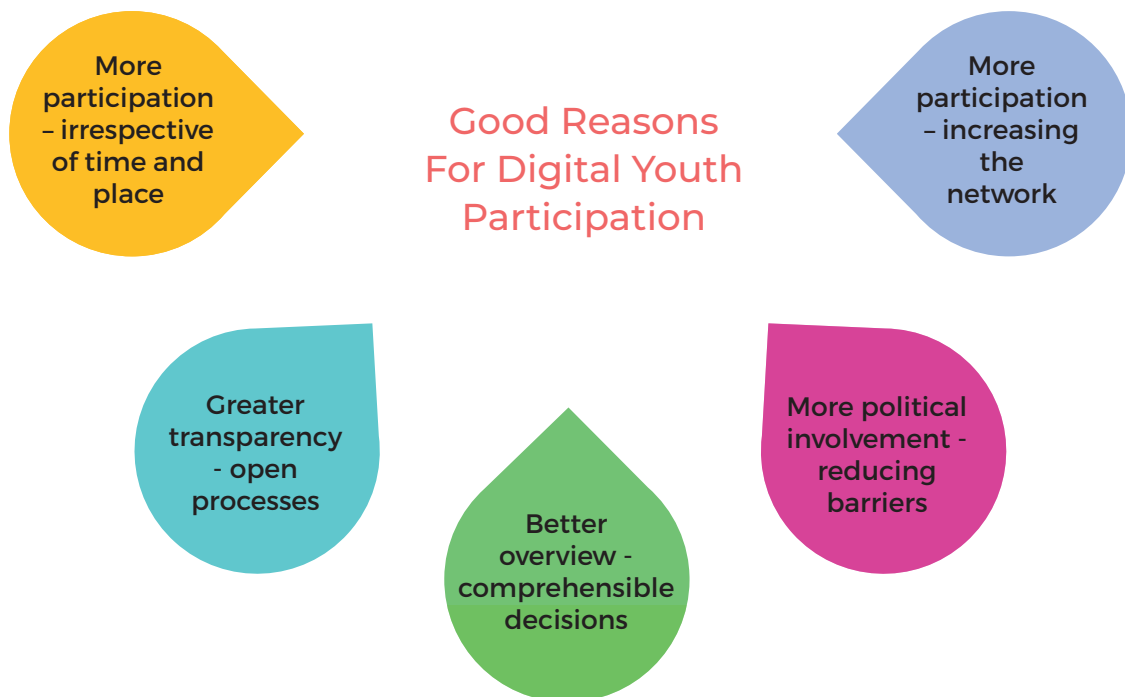 Good Reasons
For Digital Youth
Participation
More
participation
– irrespective
of time and
place
Greater
transparency
- open
processes
Better
overview -
comprehensible
decisions
More political
involvement -
reducing
barriers
More
participation
– increasing
the
network